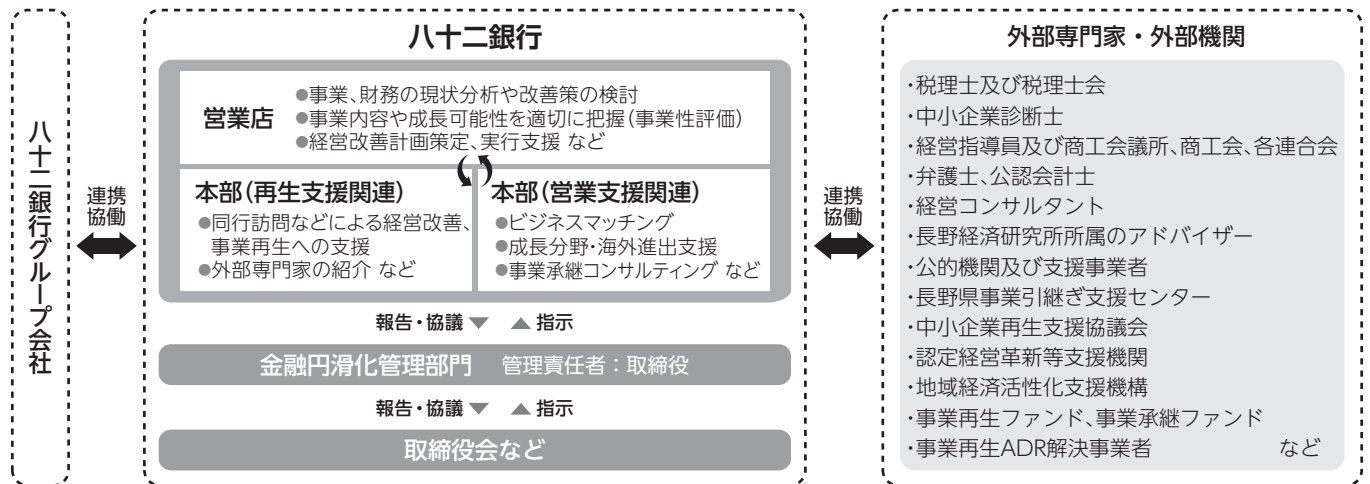 八十二銀行グループ会社
連携
協働
八十二銀行
営業店
●事業、財務の現状分析や改善策の検討
●事業内容や成長可能性を適切に把握(事業性評価)
●経営改善計画策定、実行支援 など
本部(再生支援関連)
●同行訪問などによる経営改善、
事業再生への支援
●外部専門家の紹介 など
本部(営業支援関連)
●ビジネスマッチング
●成長分野・海外進出支援
●事業承継コンサルティング など
報告・協議▼ ▲指示
金融円滑化管理部門 管理責任者：取締役
報告・協議▼ ▲指示
取締役会など
連携
協働
外部専門家・外部機関
・税理士及び税理士会
・中小企業診断士
・経営指導員及び商工会議所、商工会、各連合会
・弁護士、公認会計士
・経営コンサルタント
・長野経済研究所所属のアドバイザー
・公的機関及び支援事業者
・長野県事業引継ぎ支援センター
・中小企業再生支援協議会
・認定経営革新等支援機関
・地域経済活性化支援機構
・事業再生ファンド、事業承継ファンド
・事業再生ADR解決事業者 など